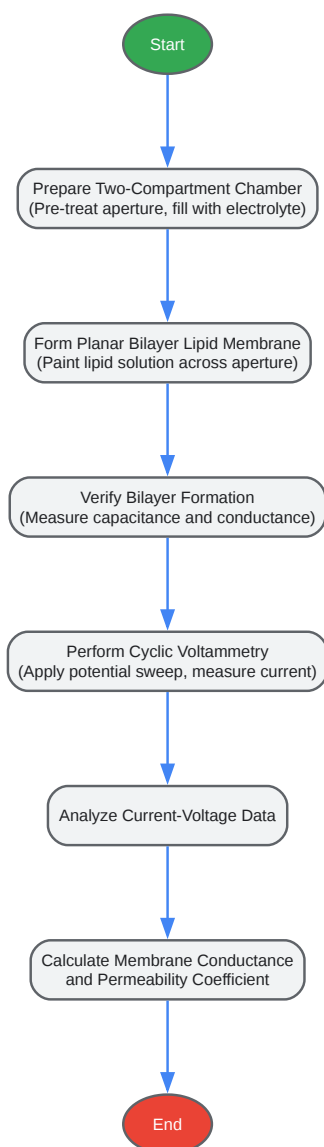 Start
Prepare Two-Compartment Chamber
(Pre-treat aperture, fill with electrolyte)
Form Planar Bilayer Lipid Membrane
(Paint lipid solution across aperture)
Verify Bilayer Formation
(Measure capacitance and conductance)
Perform Cyclic Voltammetry
(Apply potential sweep, measure current)
Analyze Current-Voltage Data
Calculate Membrane Conductance
and Permeability Coefficient
End